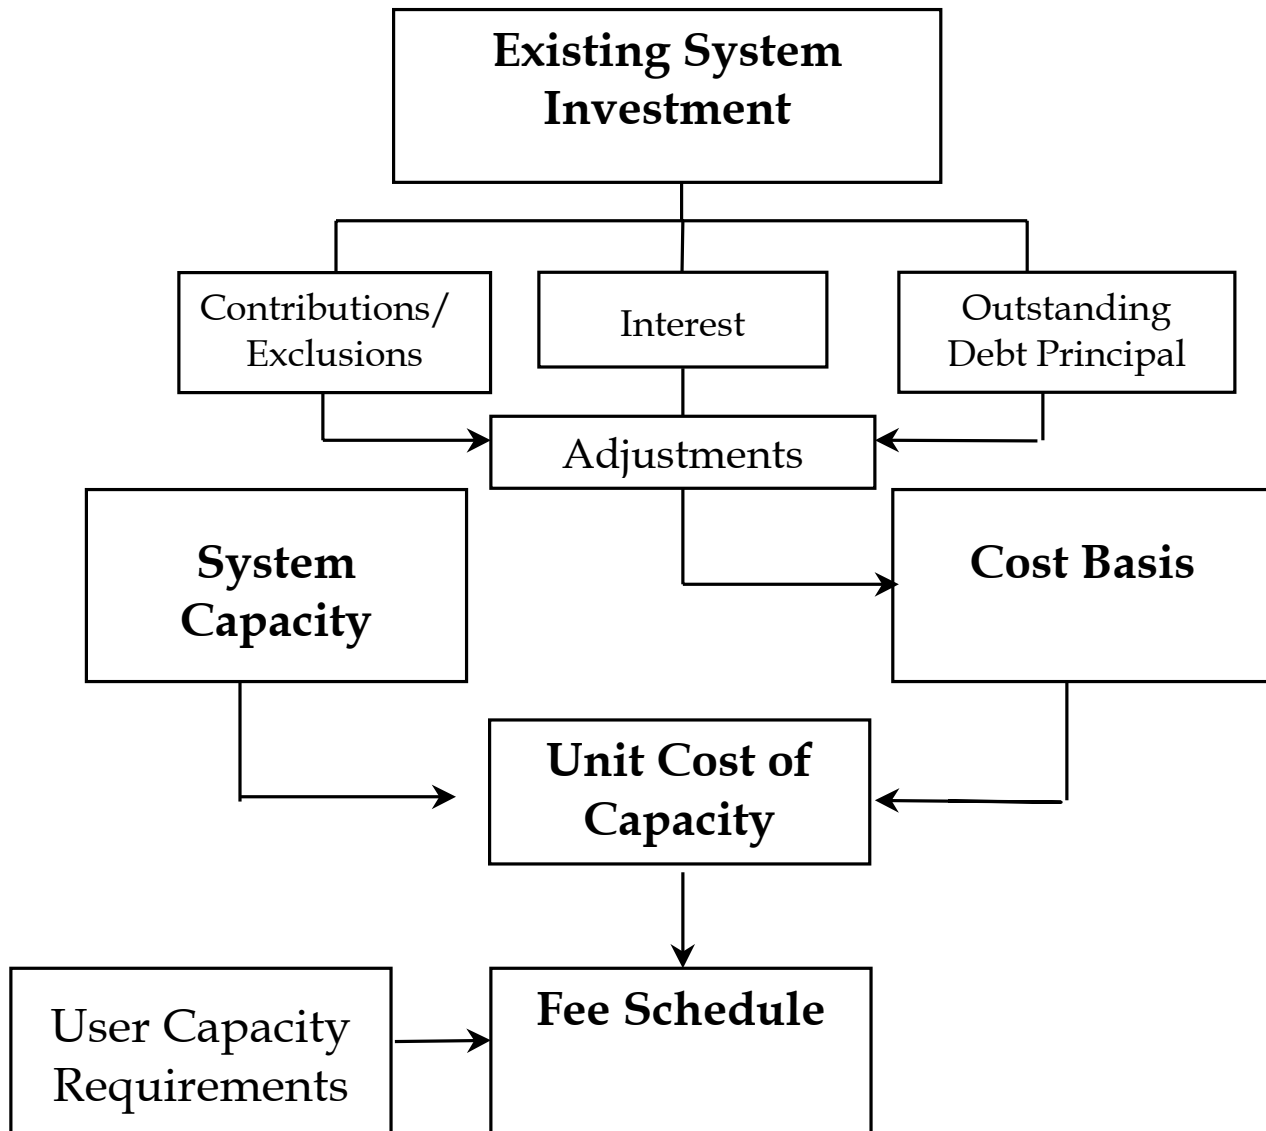 Existing System
Investment
Contributions/
Exclusions
Interest
Outstanding
Debt Principal
Adjustments
System
Capacity
Cost Basis
Unit Cost of
Capacity
User Capacity
Requirements
Fee Schedule